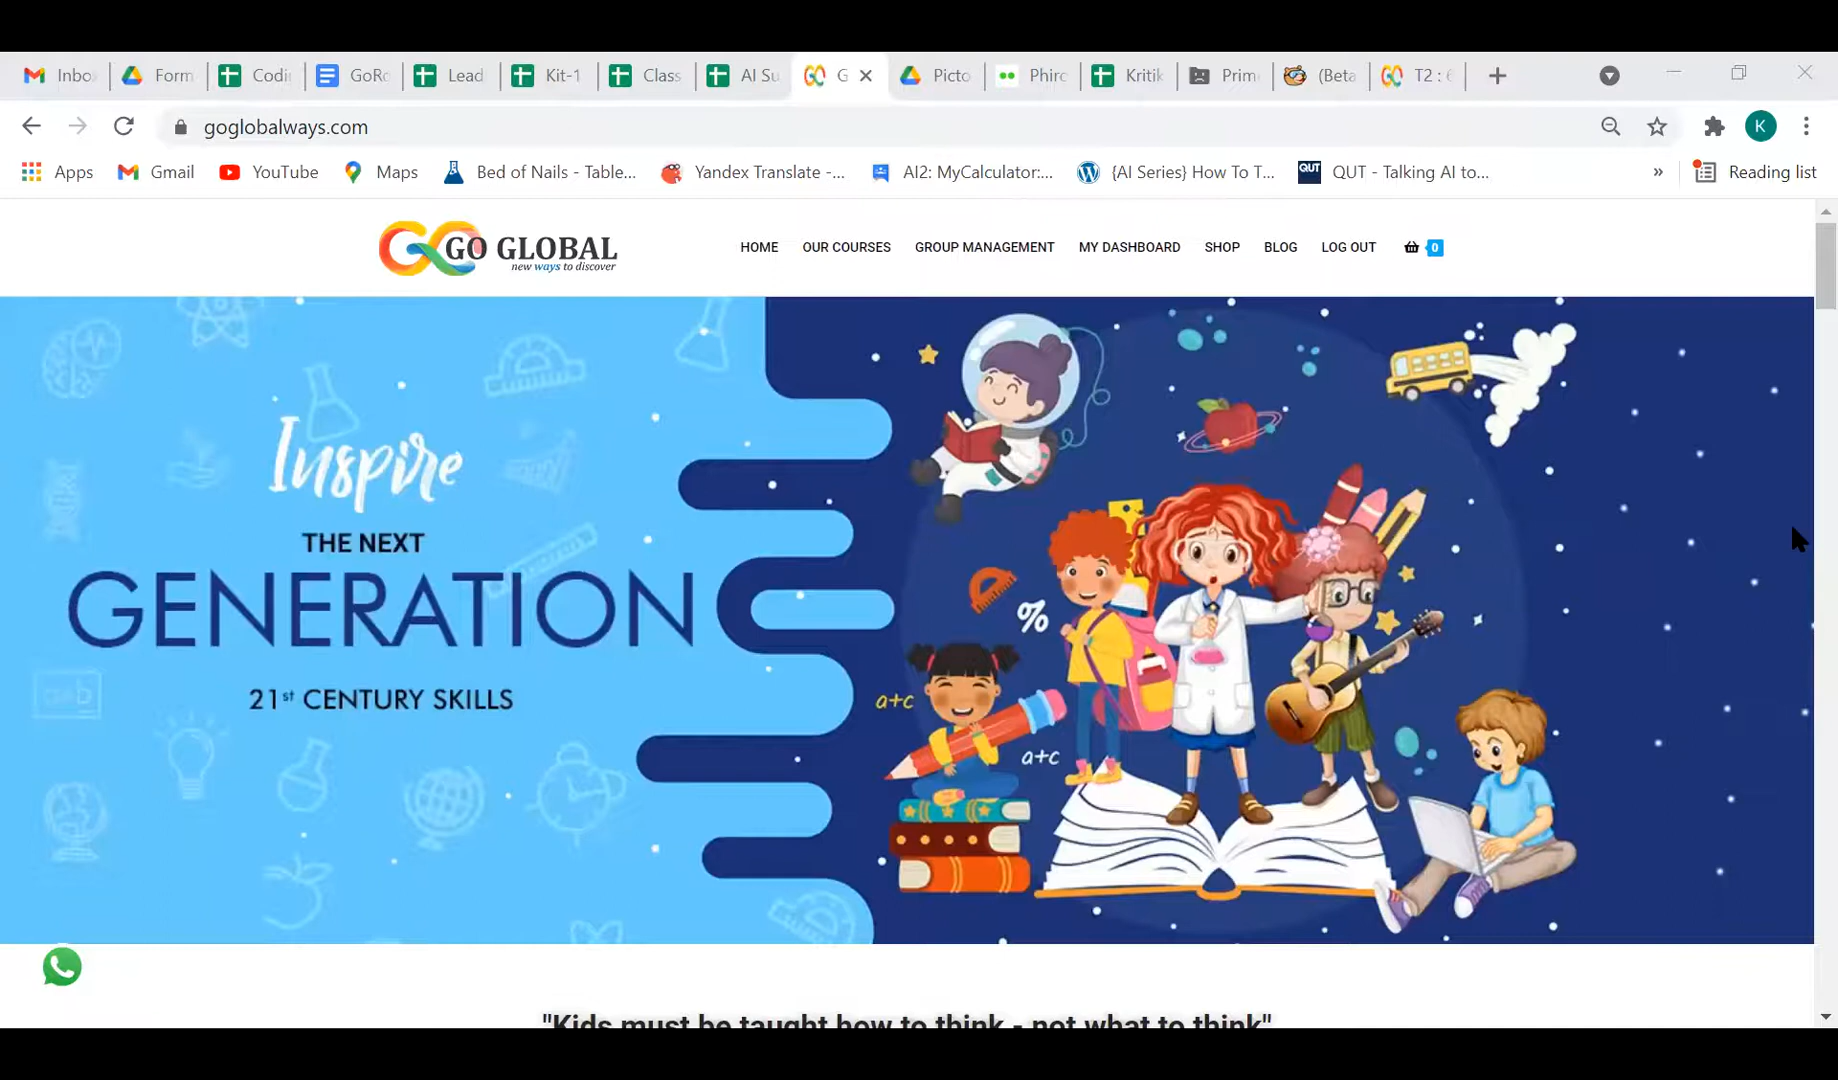 Inbo Form Codi GoRo Lead Kit-1 Class AI Su G Picto Phirc Kritik Prim (Beta T2 : 6
goglobalways.com K
Apps Gmail YouTube Maps Bed of Nails - Table... Yandex Translate -... AI2: MyCalculator:... {AI Series} How To T... QUT QUT - Talking AI to... » Reading list
GO GLOBAL
new ways to discover
HOME OUR COURSES GROUP MANAGEMENT MY DASHBOARD SHOP BLOG LOG OUT 0
Inspire
THE NEXT
GENERATION
21st CENTURY SKILLS
%
a+c
a+c
"Kids must be taught how to think - not what to think"